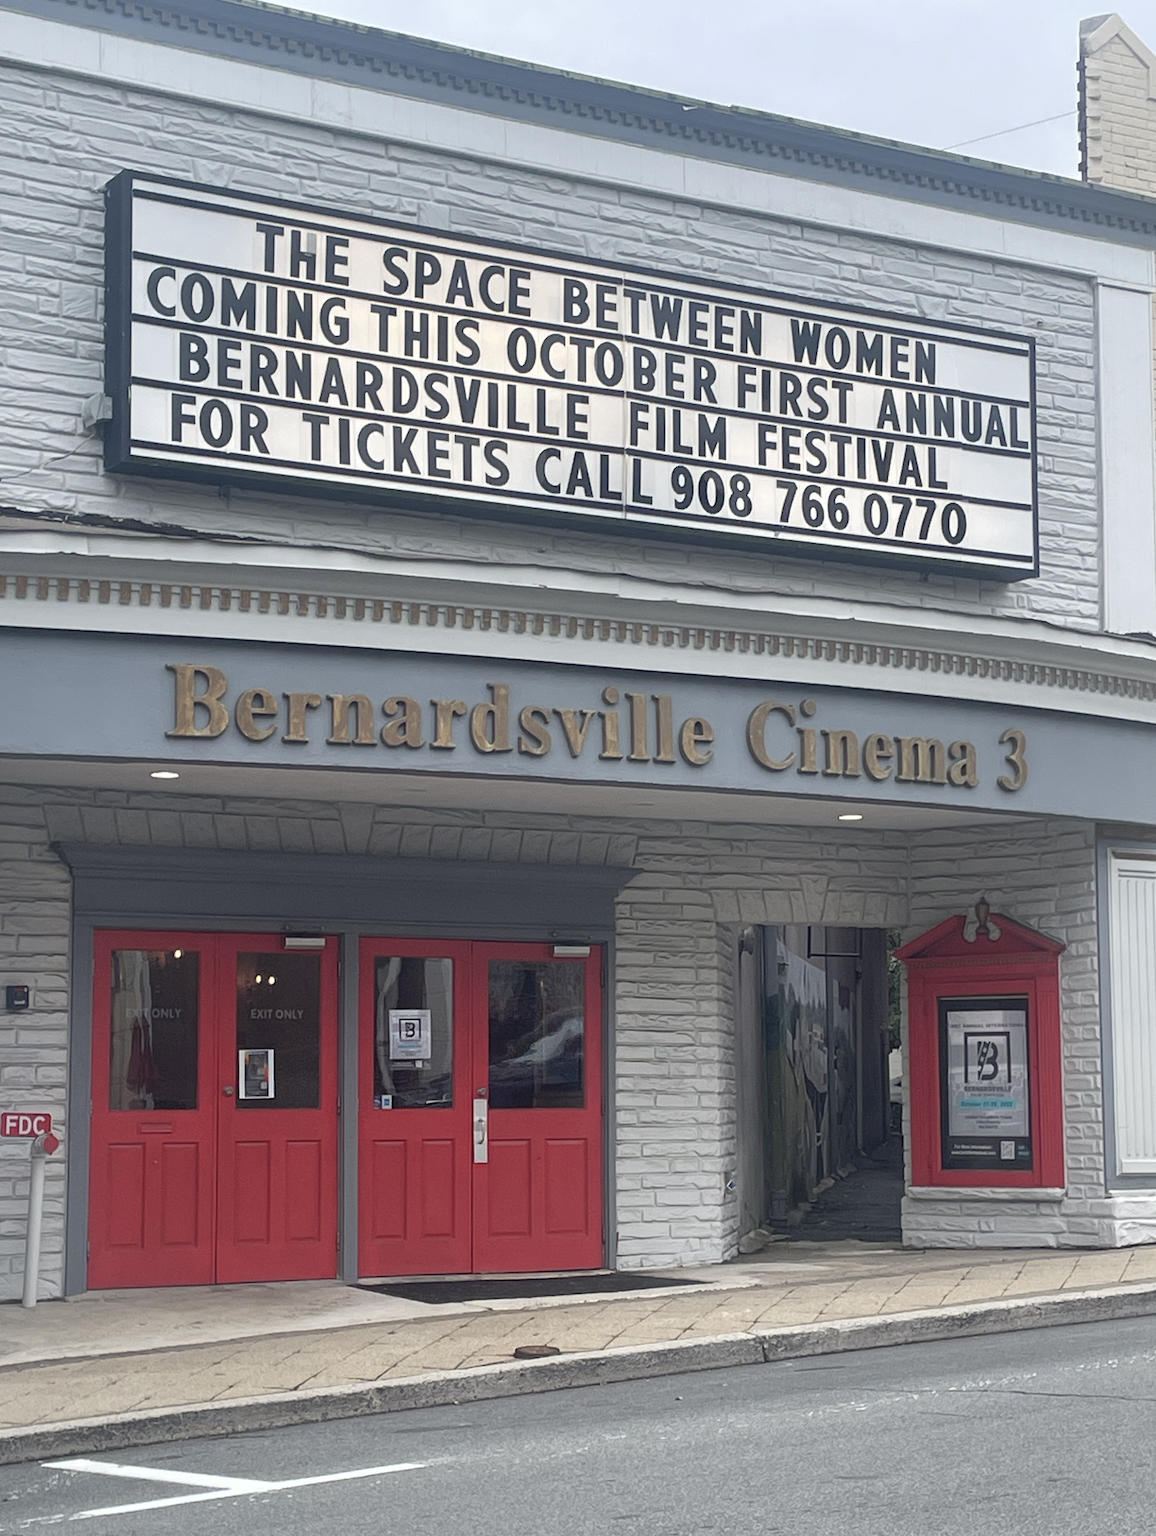 THE SPACE BETWEEN WOMEN
COMING THIS OCTOBER FIRST ANNUAL
BERNARDSVILLE FILM FESTIVAL
FOR TICKETS CALL 908 766 0770
Bernardsville Cinema 3
EXIT ONLY
EXIT ONLY
B
FDC
B
BERNARDSVILLE